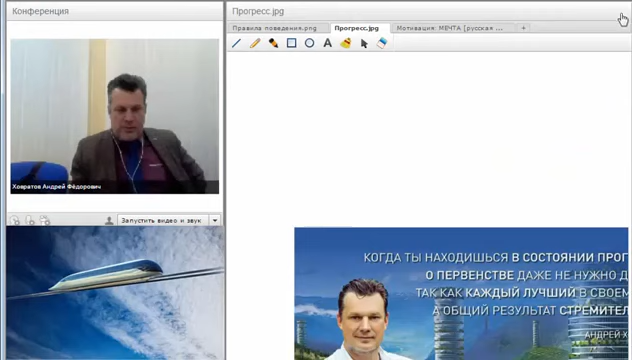 Конференция
Прогресс.jpg
Правила поведения.png
Прогресс.jpg
Мотивация: МЕЧТА [русская ...
+
A
Ховратов Андрей Фёдорович
Запустить видео и звук
КОГДА ТЫ НАХОДИШЬСЯ В СОСТОЯНИИ ПРОГ
О ПЕРВЕНСТВЕ ДАЖЕ НЕ НУЖНО Д
ТАК КАК КАЖДЫЙ ЛУЧШИЙ В СВОЕМ
А ОБЩИЙ РЕЗУЛЬТАТ СТРЕМИТЕЛ
АНДРЕЙ Х